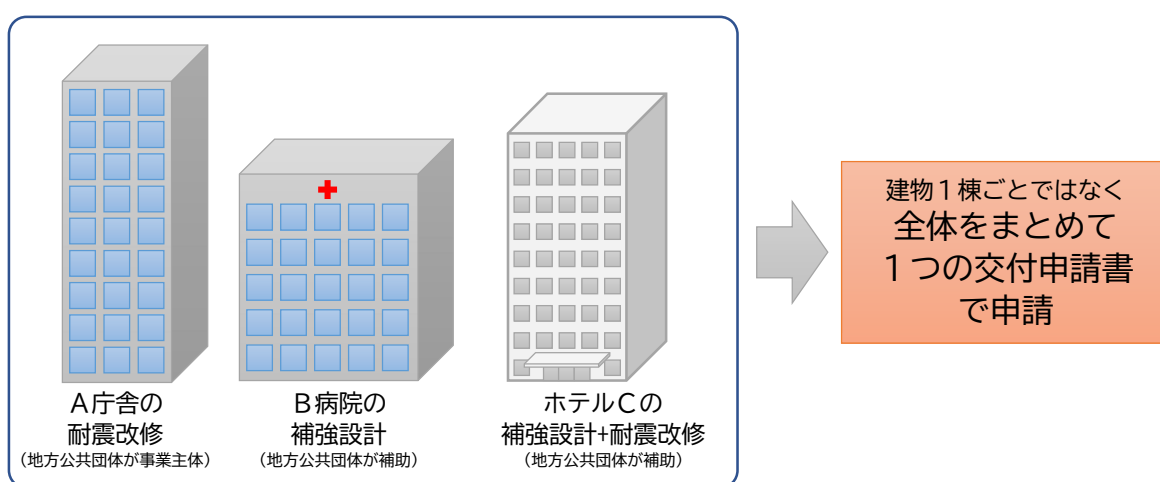 A庁舎の
耐震改修
(地方公共団体が事業主体)
B病院の
補強設計
(地方公共団体が補助)
ホテルCの
補強設計+耐震改修
(地方公共団体が補助)
建物1棟ごとではなく
全体をまとめて
1つの交付申請書
で申請